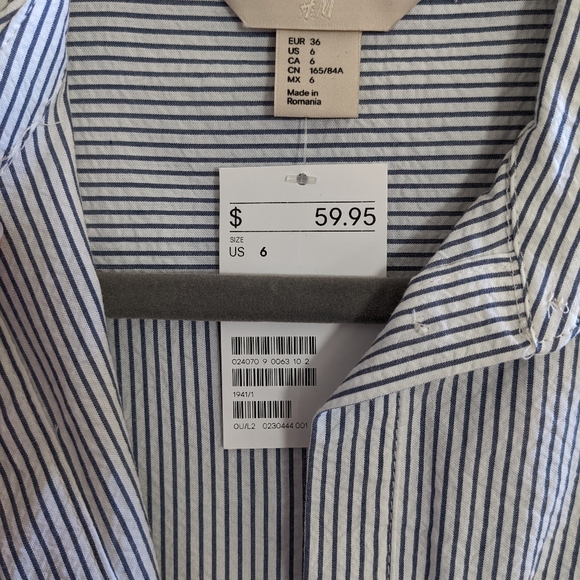 H&M
EUR 36
US 6
CA 6
CN 165/84A
MX 6
Made in
Romania
$ 59.95
SIZE
US 6
024070 9 0063 10 2
1941/1
OU/L2 0230444 001